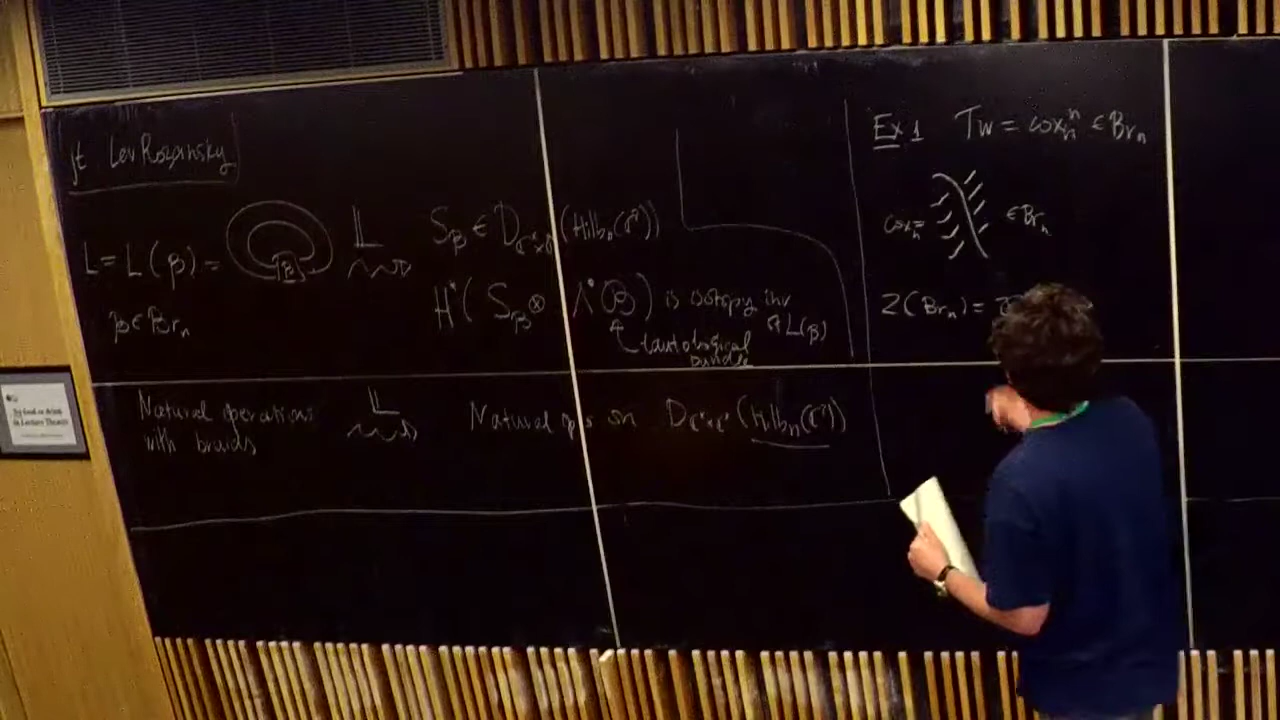 jt Lev Rozansky
L = L(β) = β
β ∈ Br_n
𝕃
S_β ∈ D_{ℂ*×ℂ*}(Hilb_n(ℂ²))
H*(S_β ⊗ Λ•(B)) is isotopy inv of L(β)
tautological
bundle
Natural operations
with braids
𝕃
Natural ops on D_{ℂ*×ℂ*}(Hilb_n(ℂ²))
Ex 1 Tw = cox_n^n ∈ Br_n
cox_n = ∈ Br_n
Z(Br_n) =